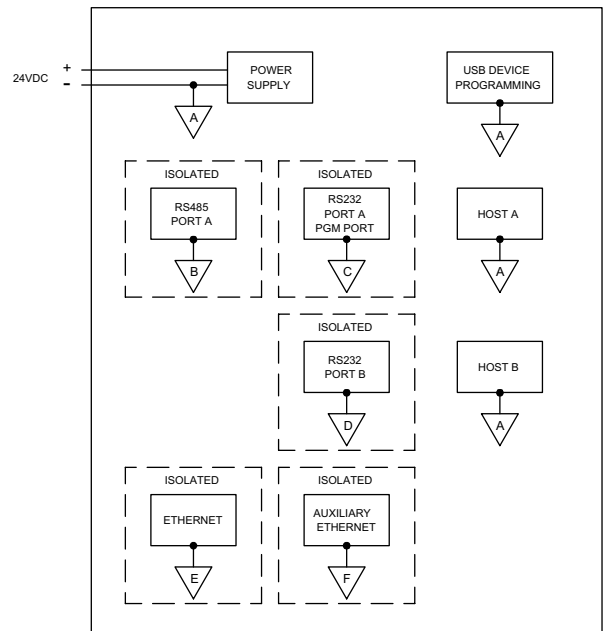 +
24VDC
-
POWER
SUPPLY
A
USB DEVICE
PROGRAMMING
A
ISOLATED
RS485
PORT A
B
ISOLATED
RS232
PORT A
PGM PORT
C
HOST A
A
ISOLATED
RS232
PORT B
D
HOST B
A
ISOLATED
ETHERNET
E
ISOLATED
AUXILIARY
ETHERNET
F